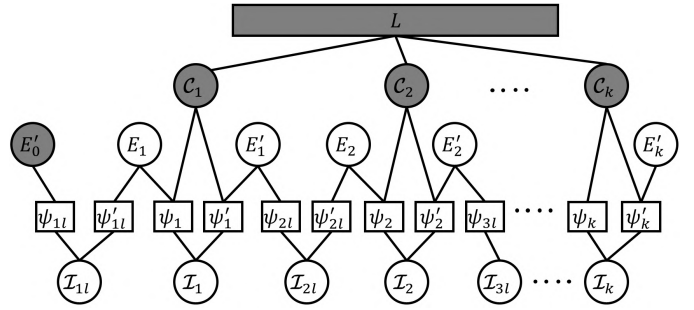 L
𝒞₁ 𝒞₂ .... 𝒞ₖ
E′₀ E₁ E′₁ E₂ E′₂ E′ₖ
ψ₁ₗ ψ′₁ₗ ψ₁ ψ′₁ ψ₂ₗ ψ′₂ₗ ψ₂ ψ′₂ ψ₃ₗ .... ψₖ ψ′ₖ
ℐ₁ₗ ℐ₁ ℐ₂ₗ ℐ₂ ℐ₃ₗ .... ℐₖ